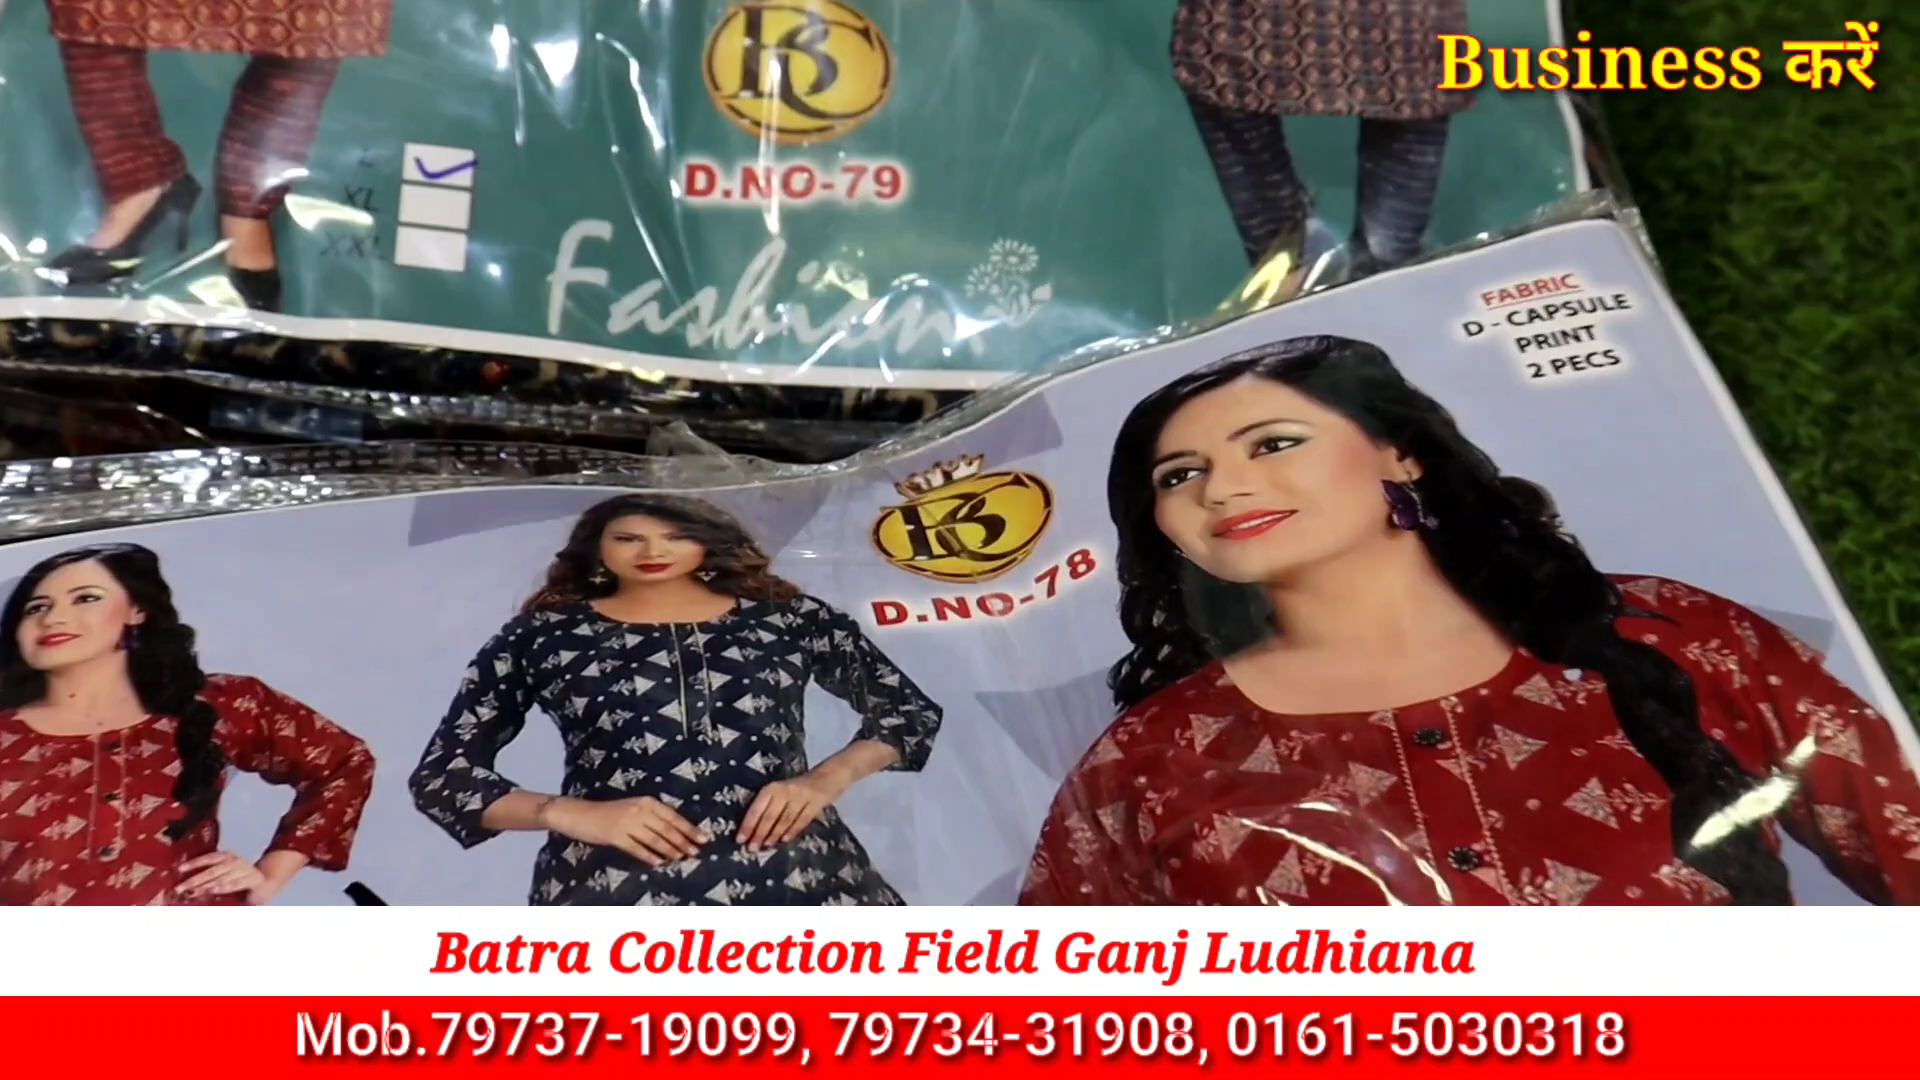 Business करें
BC
D.NO-79
L
XL
XXL
Fashion
FABRIC
D - CAPSULE
PRINT
2 PECS
BC
D.NO-78
Batra Collection Field Ganj Ludhiana
Mob.79737-19099, 79734-31908, 0161-5030318